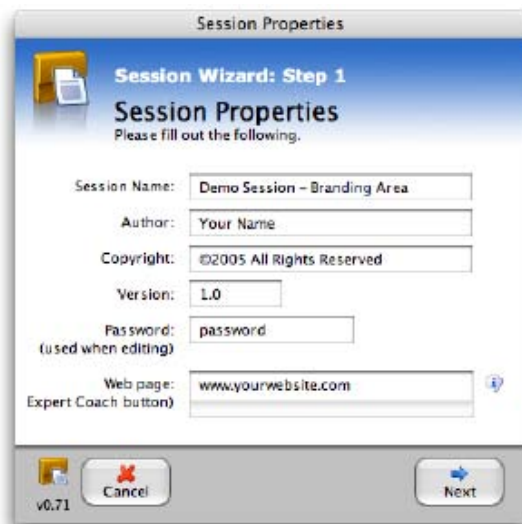 Session Properties
Session Wizard: Step 1
Session Properties
Please fill out the following.
Session Name: Demo Session – Branding Area
Author: Your Name
Copyright: ©2005 All Rights Reserved
Version: 1.0
Password: password
(used when editing)
Web page: www.yourwebsite.com
Expert Coach button)
v0.71
Cancel
Next